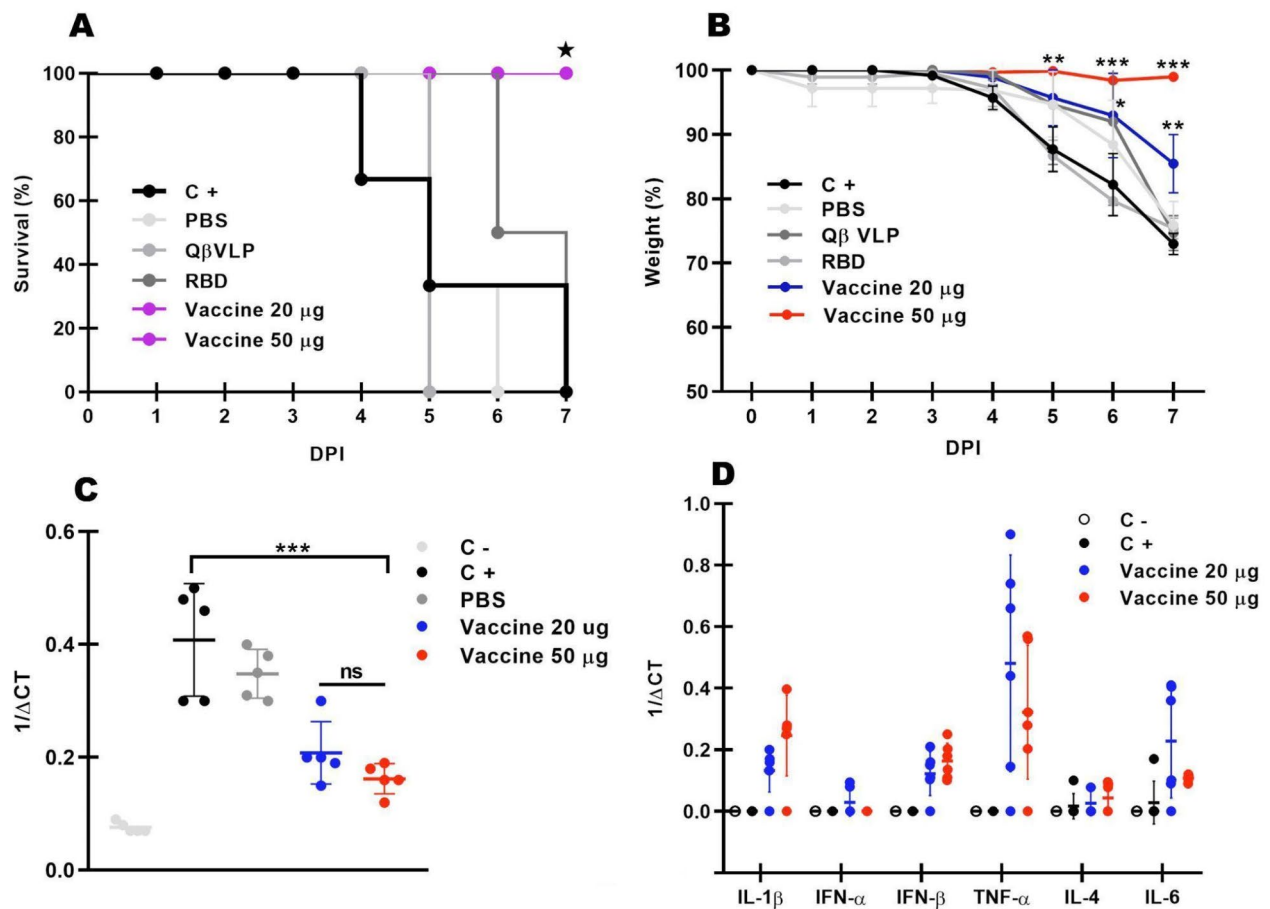 A
★
100
80
60
40
20
0
Survival (%)
C +
PBS
QβVLP
RBD
Vaccine 20 μg
Vaccine 50 μg
0 1 2 3 4 5 6 7
DPI
B
** *** ***
* **
100
90
80
70
60
50
Weight (%)
C +
PBS
Qβ VLP
RBD
Vaccine 20 μg
Vaccine 50 μg
0 1 2 3 4 5 6 7
DPI
C
0.6
0.4
0.2
0.0
1/ΔCT
***
ns
C -
C +
PBS
Vaccine 20 ug
Vaccine 50 μg
D
1.0
0.8
0.6
0.4
0.2
0.0
1/ΔCT
C -
C +
Vaccine 20 μg
Vaccine 50 μg
IL-1β IFN-α IFN-β TNF-α IL-4 IL-6